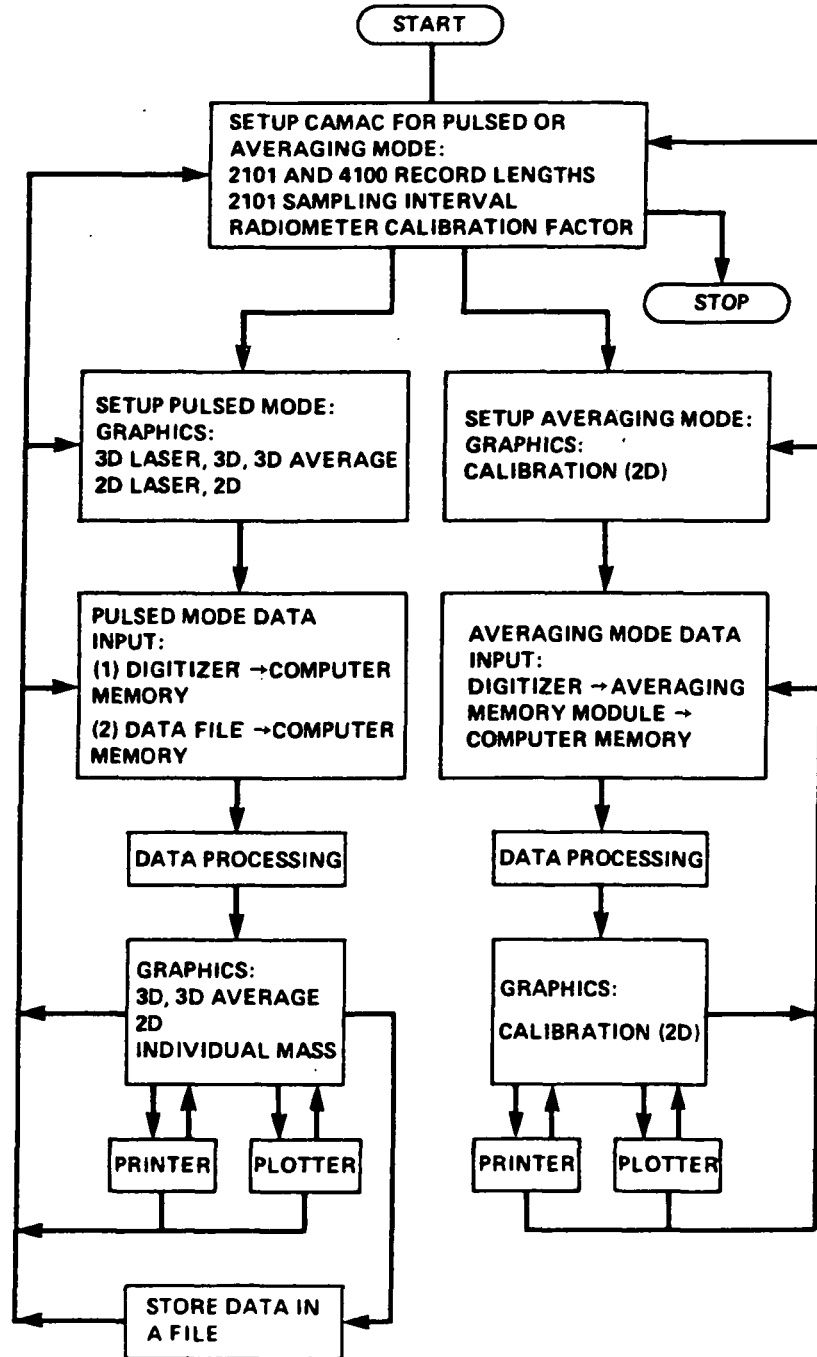 START
SETUP CAMAC FOR PULSED OR
AVERAGING MODE:
2101 AND 4100 RECORD LENGTHS
2101 SAMPLING INTERVAL
RADIOMETER CALIBRATION FACTOR
STOP
SETUP PULSED MODE:
GRAPHICS:
3D LASER, 3D, 3D AVERAGE
2D LASER, 2D
SETUP AVERAGING MODE:
GRAPHICS:
CALIBRATION (2D)
PULSED MODE DATA
INPUT:
(1) DIGITIZER →COMPUTER
MEMORY
(2) DATA FILE →COMPUTER
MEMORY
AVERAGING MODE DATA
INPUT:
DIGITIZER → AVERAGING
MEMORY MODULE →
COMPUTER MEMORY
DATA PROCESSING
DATA PROCESSING
GRAPHICS:
3D, 3D AVERAGE
2D
INDIVIDUAL MASS
GRAPHICS:
CALIBRATION (2D)
PRINTER
PLOTTER
PRINTER
PLOTTER
STORE DATA IN
A FILE